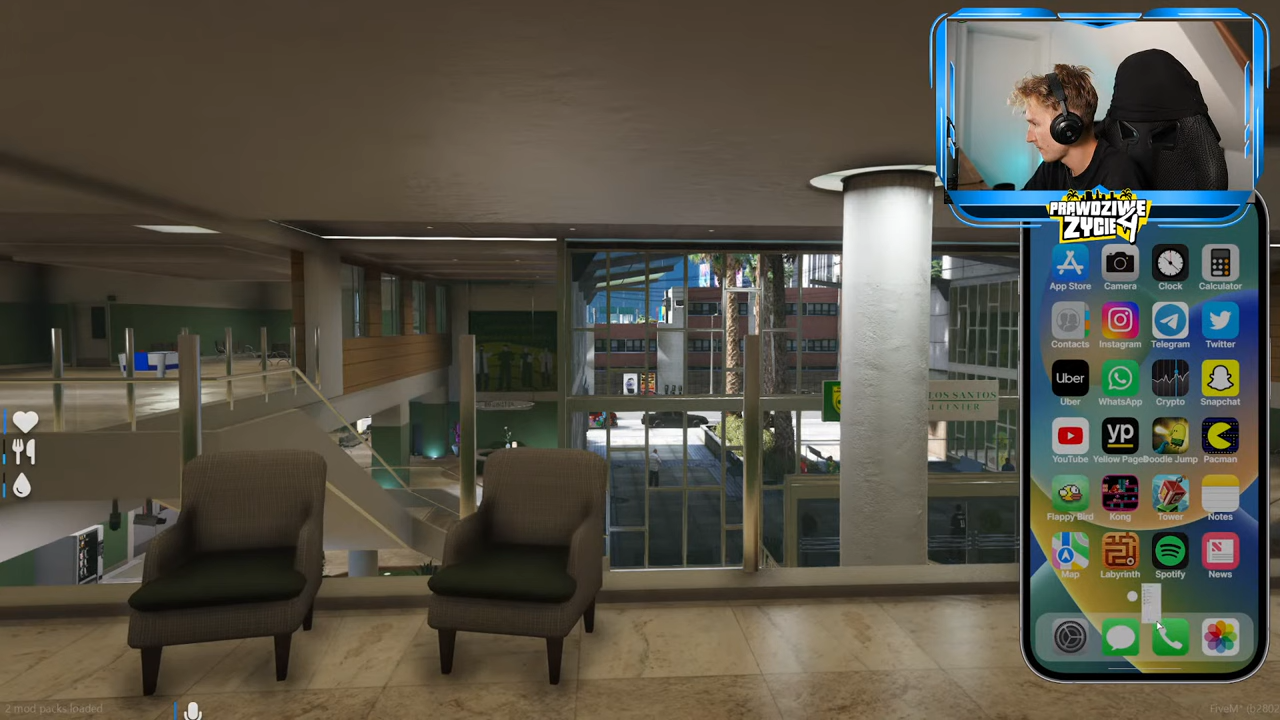 PRAWDZIWE
ŻYCIE 4
App Store Camera Clock Calculator
Contacts Instagram Telegram Twitter
Uber
Uber WhatsApp Crypto Snapchat
yp
YouTube Yellow Pages Doodle Jump Pacman
Flappy Bird Kong Tower Notes
Map Labyrinth Spotify News
LOS SANTOS
CENTER
2 mod packs loaded